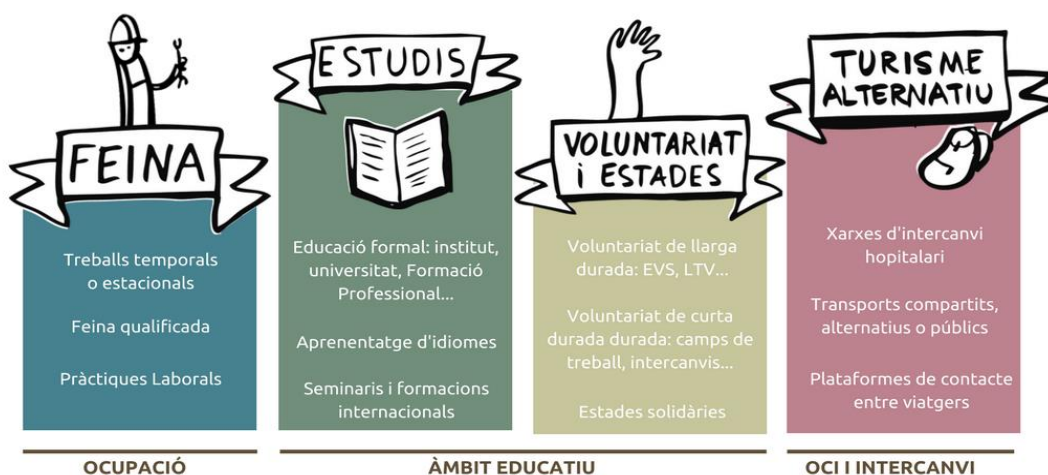 FEINA
Treballs temporals
o estacionals
Feina qualificada
Pràctiques Laborals
ESTUDIS
Educació formal: institut,
universitat, Formació
Professional...
Aprenentatge d'idiomes
Seminaris i formacions
internacionals
VOLUNTARIAT
i ESTADES
Voluntariat de llarga
durada: EVS, LTV...
Voluntariat de curta
durada durada: camps de
treball, intercanvis...
Estades solidàries
TURISME
ALTERNATIU
Xarxes d'intercanvi
hopitalari
Transports compartits,
alternatius o públics
Plataformes de contacte
entre viatgers
OCUPACIÓ
ÀMBIT EDUCATIU
OCI I INTERCANVI